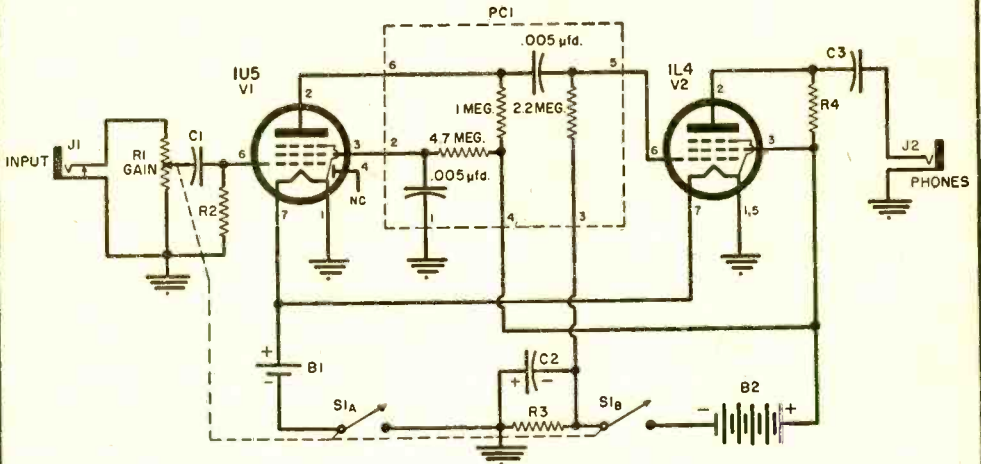 PC1
.005 µfd.
6
5
1U5
V1
2
1 MEG.
2.2 MEG.
1L4
V2
2
C3
R4
J1
INPUT
R1
GAIN
C1
6
3
4
NC
2
4.7 MEG.
.005 µfd.
6
3
J2
PHONES
R2
7
1
1
4
3
7
1,5
+
B1
-
C2
+ -
S1A
R3
S1B
B2
- +